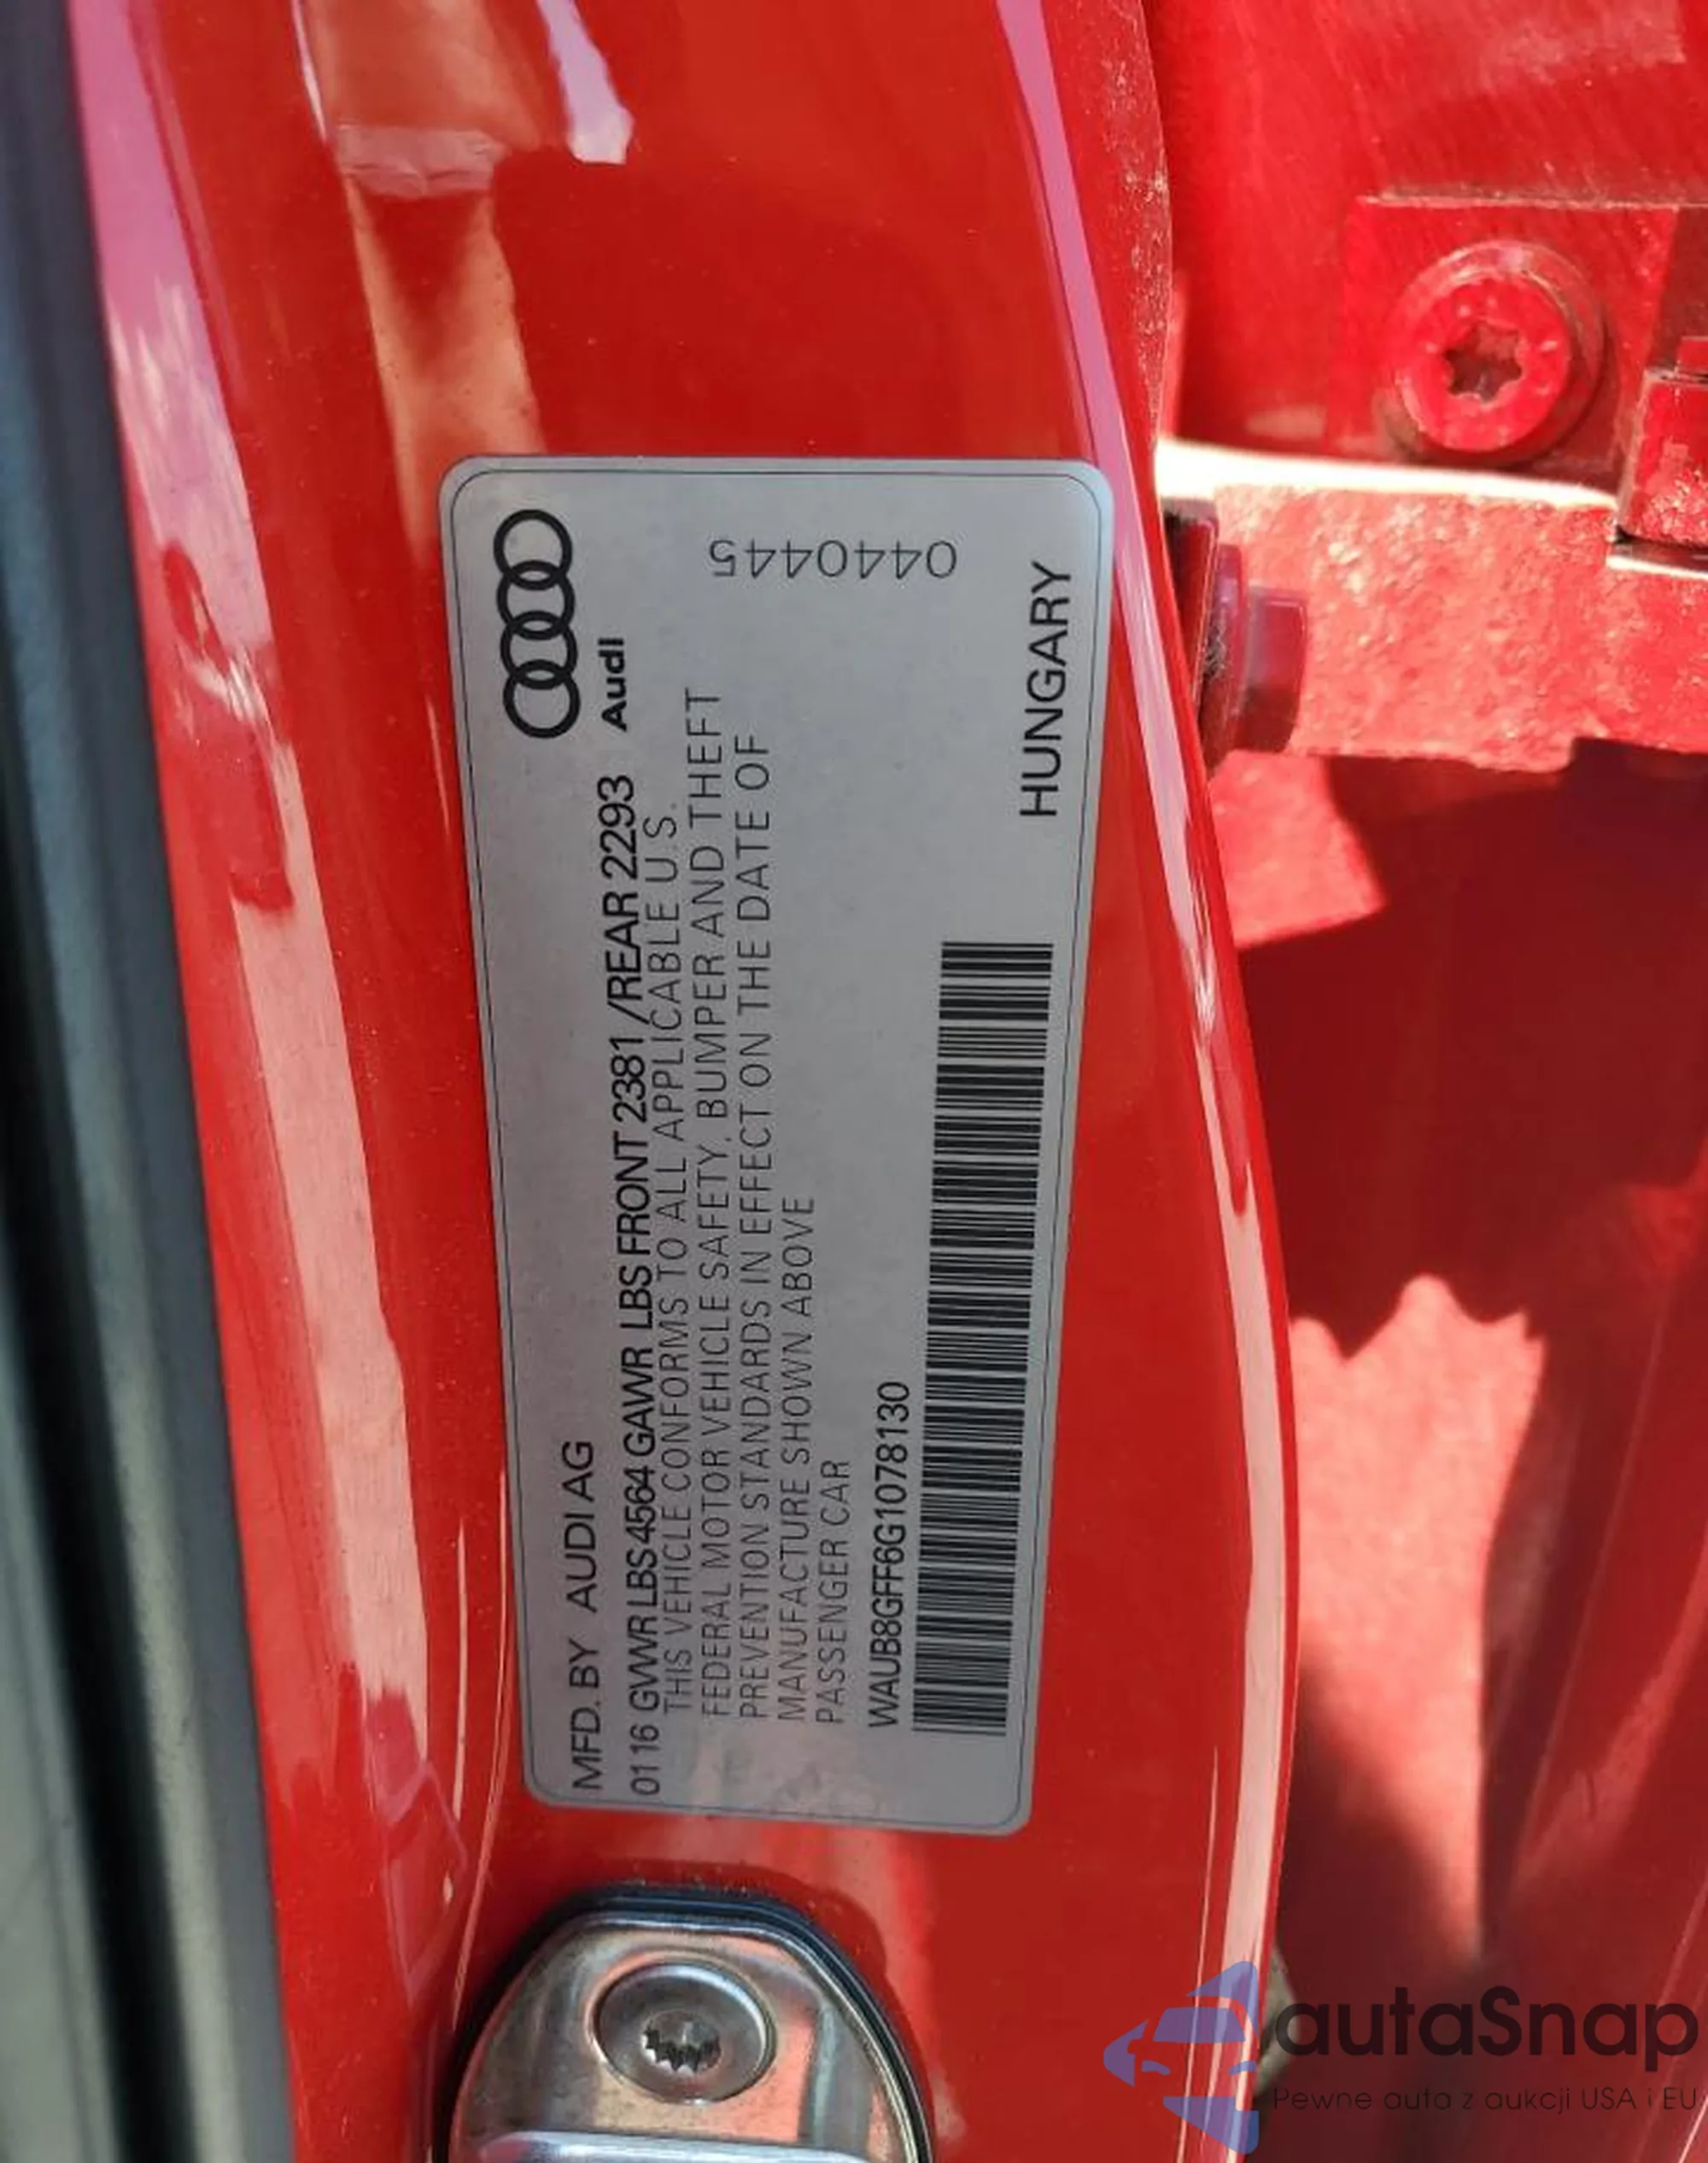 MFD. BY AUDI AG
Audi
01 16 GVWR LBS 4564 GAWR LBS FRONT 2381 /REAR 2293
THIS VEHICLE CONFORMS TO ALL APPLICABLE U.S.
FEDERAL MOTOR VEHICLE SAFETY, BUMPER AND THEFT
PREVENTION STANDARDS IN EFFECT ON THE DATE OF
MANUFACTURE SHOWN ABOVE
PASSENGER CAR
0440445
WAUB8GFF6G1078130
HUNGARY
autaSnap
Pewne auta z aukcji USA i EU